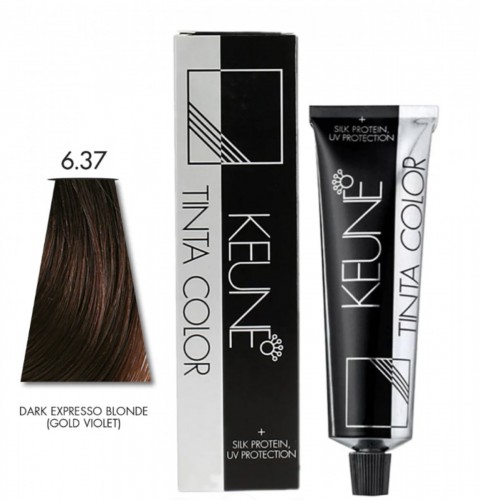 6.37
DARK EXPRESSO BLONDE
(GOLD VIOLET)
TINTA COLOR
KEUNE
+
SILK PROTEIN,
UV PROTECTION
+
SILK PROTEIN,
UV PROTECTION
KEUNE
TINTA COLOR